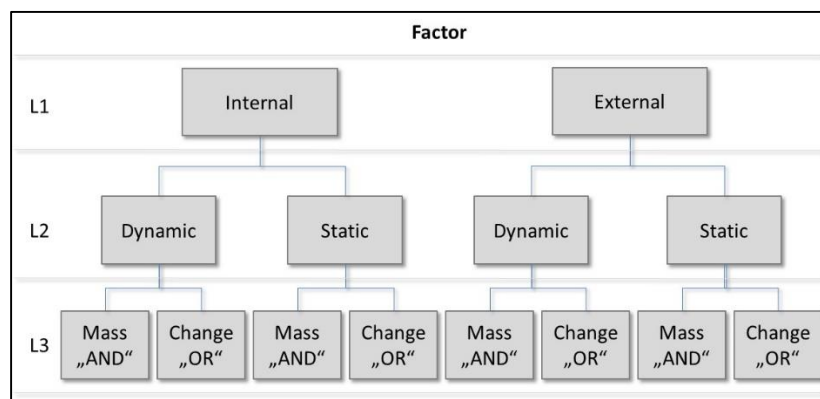 Factor
L1
Internal
External
L2
Dynamic
Static
Dynamic
Static
L3
Mass
„AND“
Change
„OR“
Mass
„AND“
Change
„OR“
Mass
„AND“
Change
„OR“
Mass
„AND“
Change
„OR“